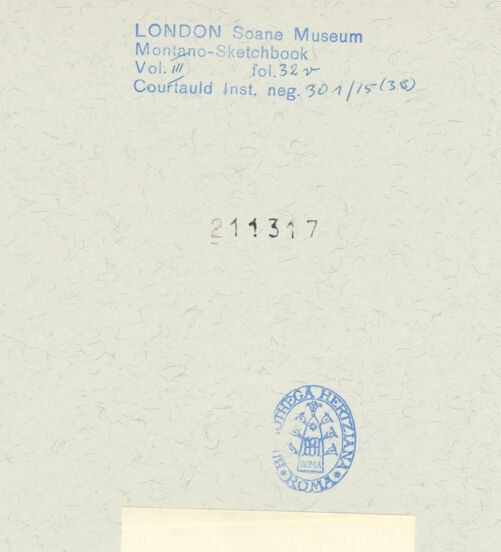 LONDON Soane Museum
Montano-Sketchbook
Vol. III fol. 32 v
Courtauld Inst. neg. 301/15 (38)
211317
BIBLIOTHECA HERTZIANA
ROMA
ROMA